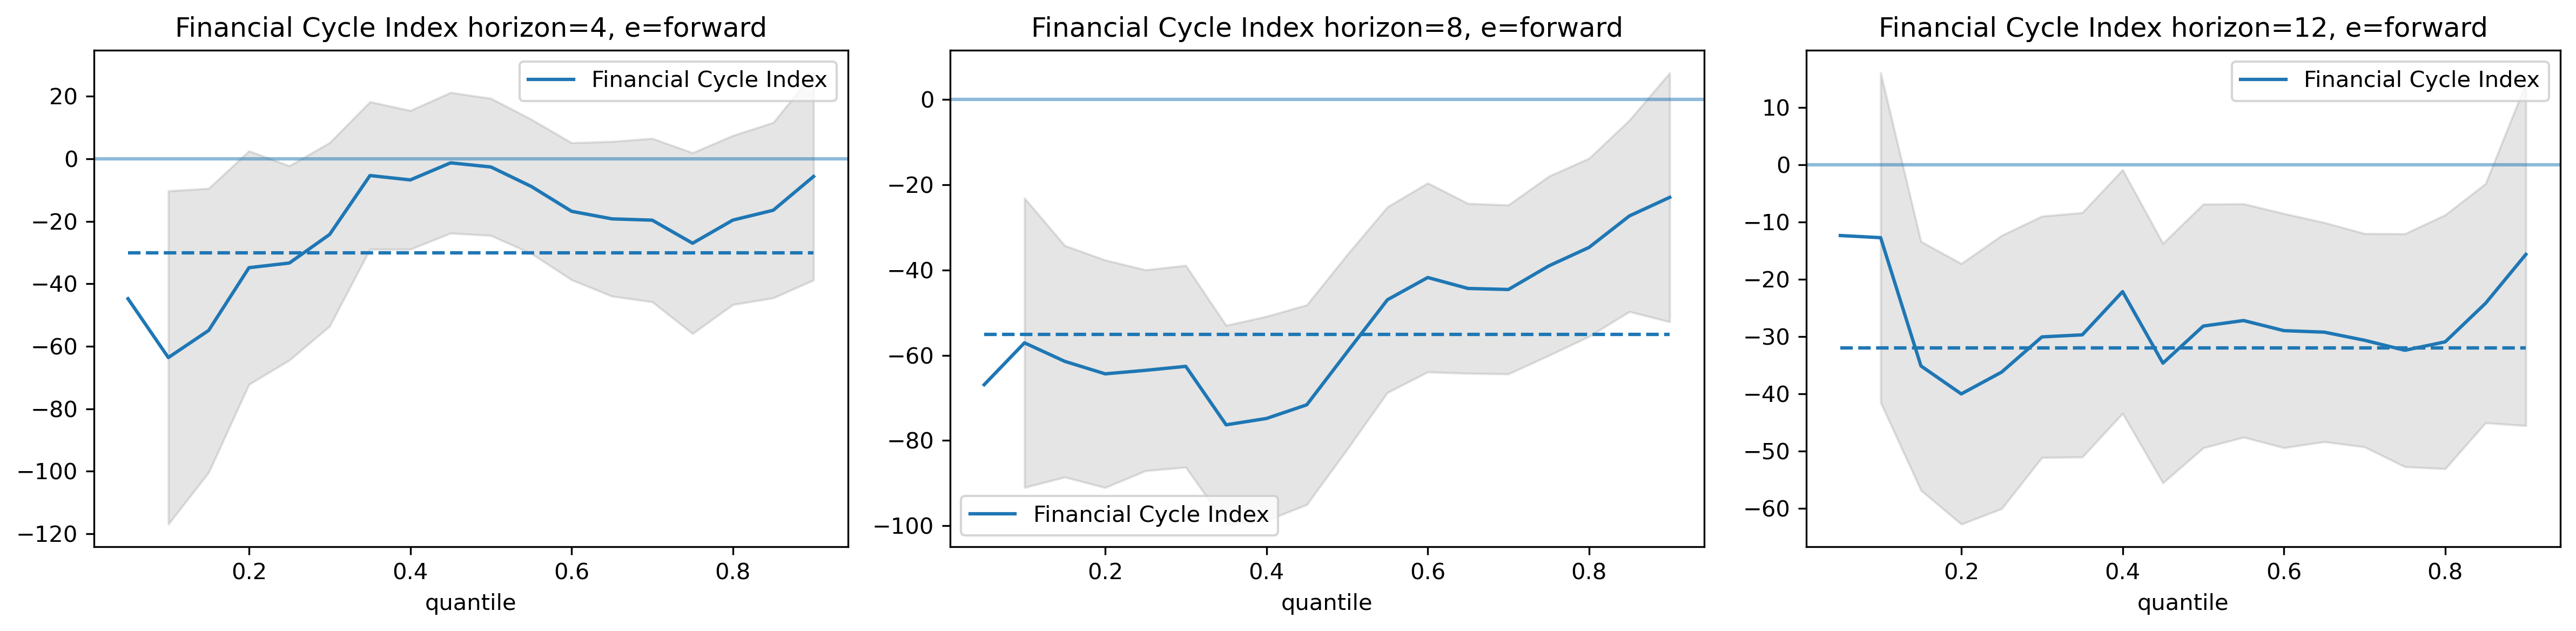 Financial Cycle Index horizon=4, e=forward
Financial Cycle Index
20
0
−20
−40
−60
−80
−100
−120
0.2 0.4 0.6 0.8
quantile
Financial Cycle Index horizon=8, e=forward
0
−20
−40
−60
−80
−100
Financial Cycle Index
0.2 0.4 0.6 0.8
quantile
Financial Cycle Index horizon=12, e=forward
Financial Cycle Index
10
0
−10
−20
−30
−40
−50
−60
0.2 0.4 0.6 0.8
quantile